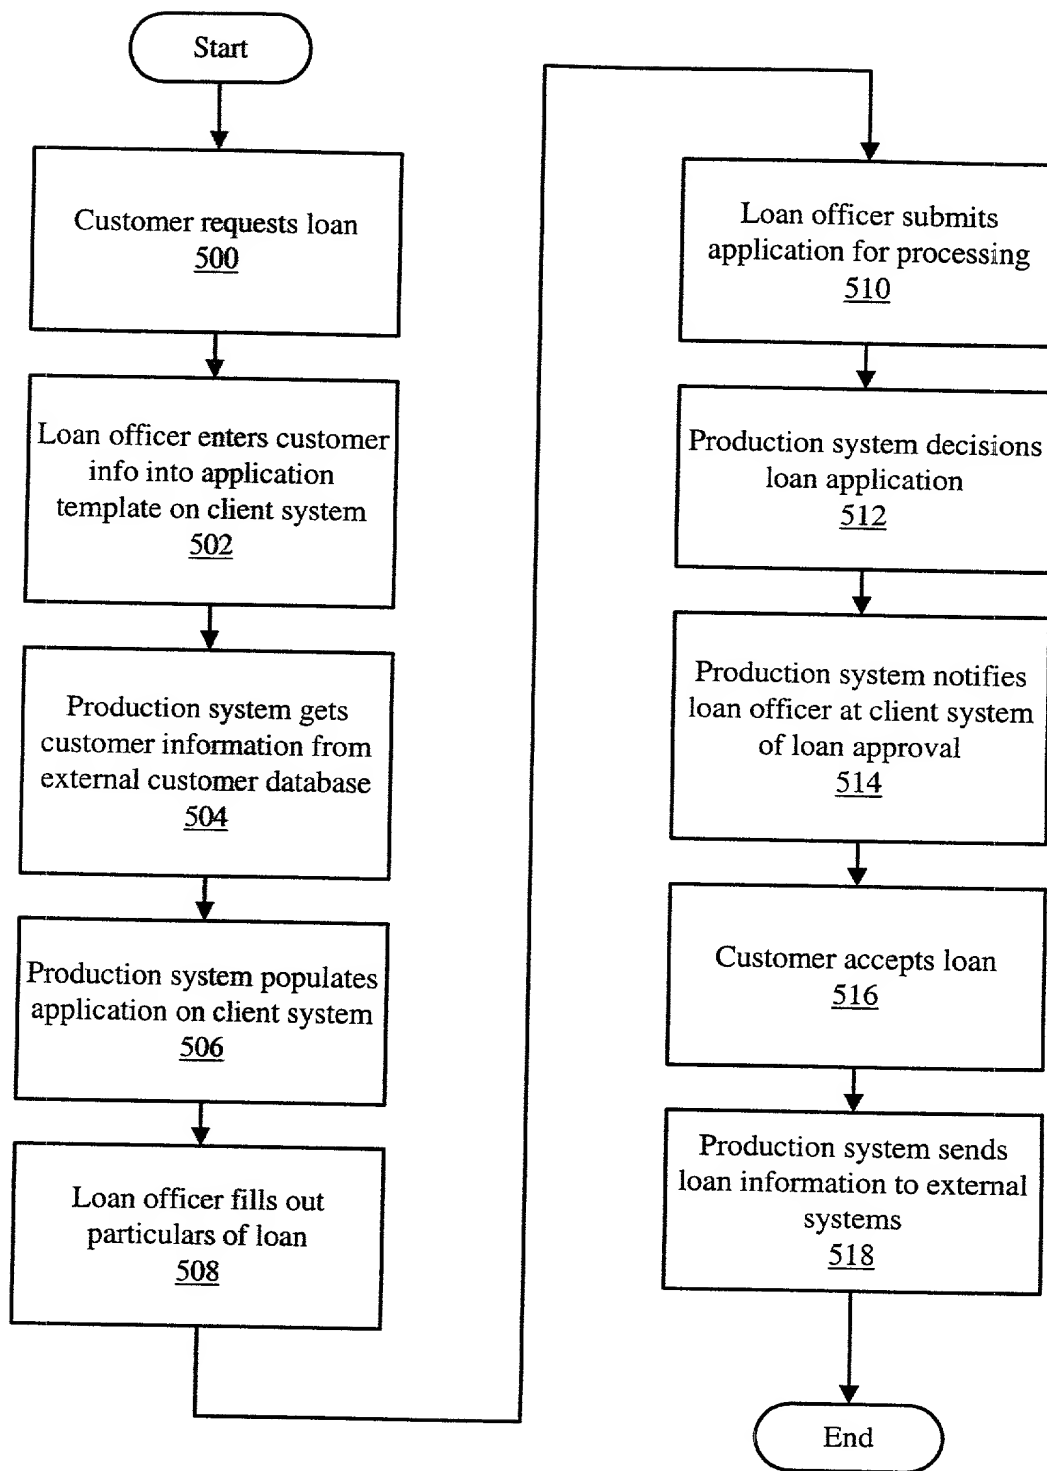 Start
Customer requests loan
500
Loan officer enters customer
info into application
template on client system
502
Production system gets
customer information from
external customer database
504
Production system populates
application on client system
506
Loan officer fills out
particulars of loan
508
Loan officer submits
application for processing
510
Production system decisions
loan application
512
Production system notifies
loan officer at client system
of loan approval
514
Customer accepts loan
516
Production system sends
loan information to external
systems
518
End